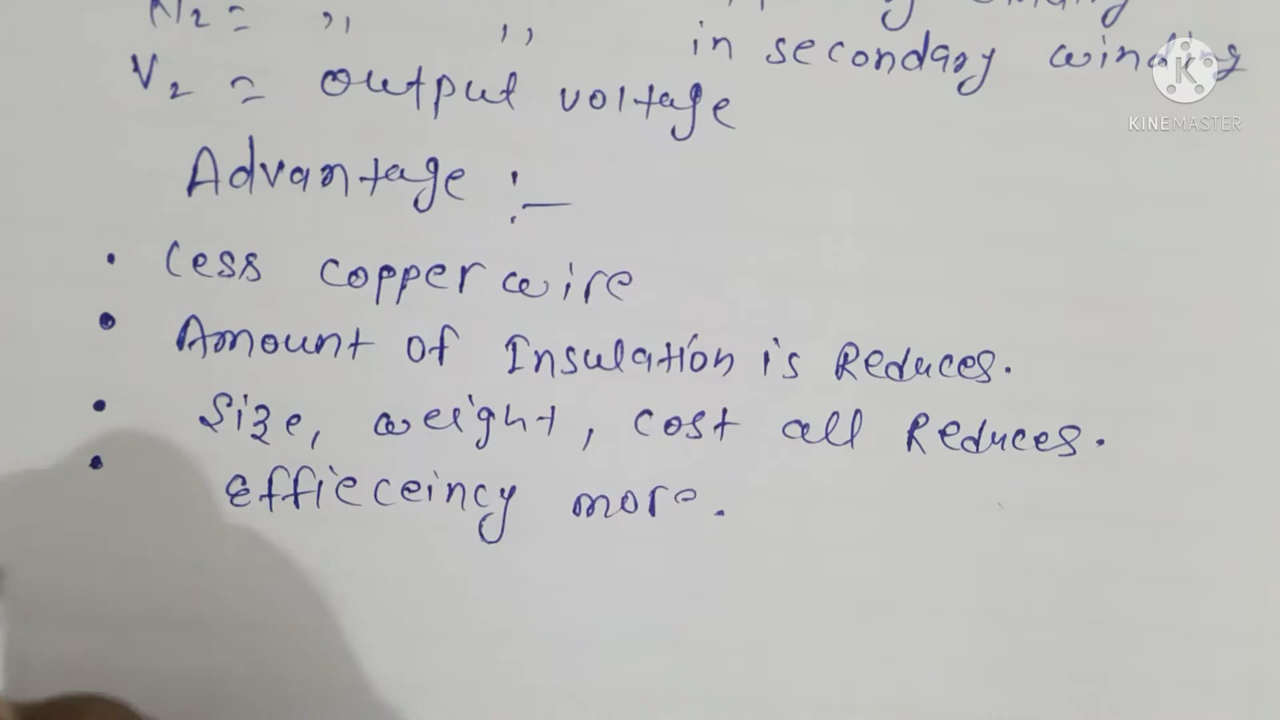 N2 = ,, ,,
in secondary winding
V2 = output voltage
KINEMASTER
Advantage :-
• Less copper wire
• Amount of Insulation is Reduces.
• Size, weight, cost all Reduces.
• Effieceincy more.